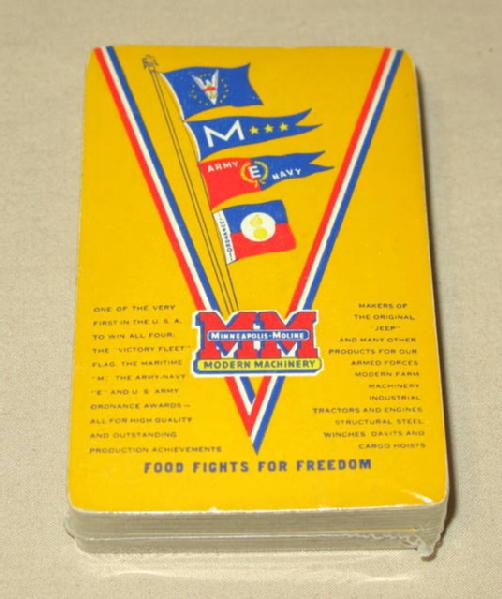 W
M
ARMY E NAVY
ORDNANCE
MM
MINNEAPOLIS-MOLINE
MODERN MACHINERY
ONE OF THE VERY
FIRST IN THE U. S. A.
TO WIN ALL FOUR,
THE "VICTORY FLEET"
FLAG, THE MARITIME
"M," THE ARMY-NAVY
"E" AND U. S. ARMY
ORDNANCE AWARDS—
ALL FOR HIGH QUALITY
AND OUTSTANDING
PRODUCTION ACHIEVEMENTS
MAKERS OF
THE ORIGINAL
"JEEP"
AND MANY OTHER
PRODUCTS FOR OUR
ARMED FORCES
MODERN FARM
MACHINERY
INDUSTRIAL
TRACTORS AND ENGINES
STRUCTURAL STEEL
WINCHES, DAVITS AND
CARGO HOISTS
FOOD FIGHTS FOR FREEDOM